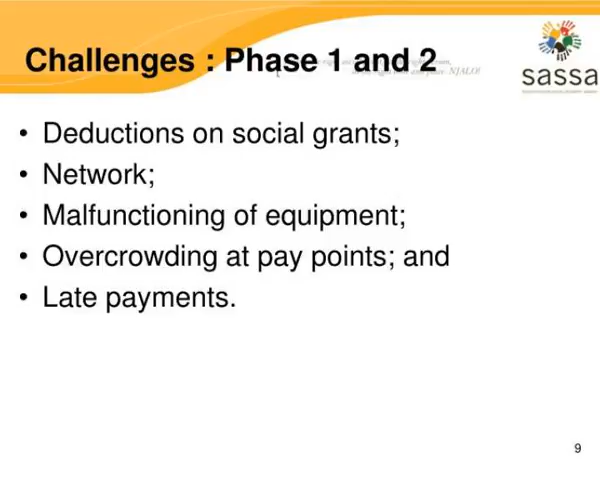 Challenges : Phase 1 and 2
NJALO!
sassa
• Deductions on social grants;
• Network;
• Malfunctioning of equipment;
• Overcrowding at pay points; and
• Late payments.
9